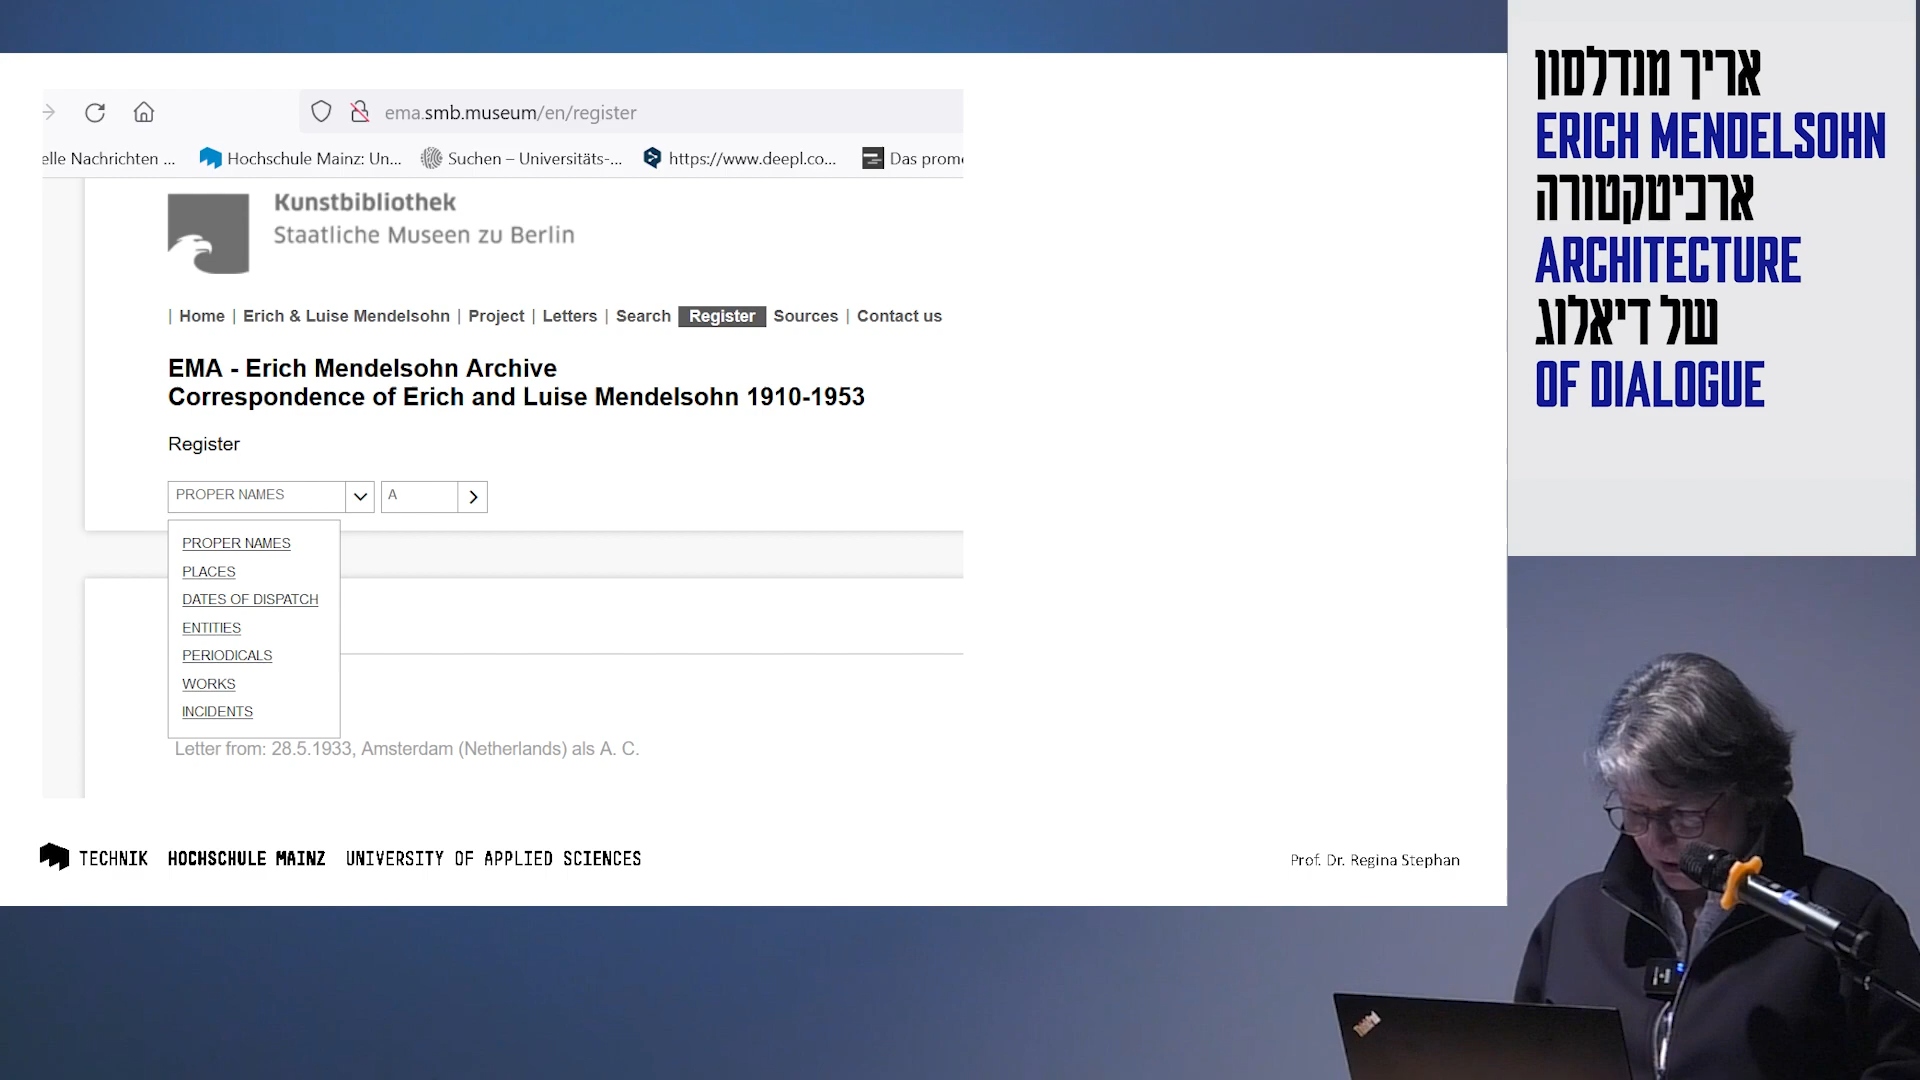 ema.smb.museum/en/register
elle Nachrichten ...
Hochschule Mainz: Un...
Suchen – Universitäts-...
https://www.deepl.co...
Das prom
Kunstbibliothek
Staatliche Museen zu Berlin
| Home | Erich & Luise Mendelsohn | Project | Letters | Search Register Sources | Contact us
EMA - Erich Mendelsohn Archive
Correspondence of Erich and Luise Mendelsohn 1910-1953
Register
PROPER NAMES
A
PROPER NAMES
PLACES
DATES OF DISPATCH
ENTITIES
PERIODICALS
WORKS
INCIDENTS
Letter from: 28.5.1933, Amsterdam (Netherlands) als A. C.
TECHNIK HOCHSCHULE MAINZ UNIVERSITY OF APPLIED SCIENCES
Prof. Dr. Regina Stephan
אריך מנדלסון
ERICH MENDELSOHN
ארכיטקטורה
ARCHITECTURE
של דיאלוג
OF DIALOGUE